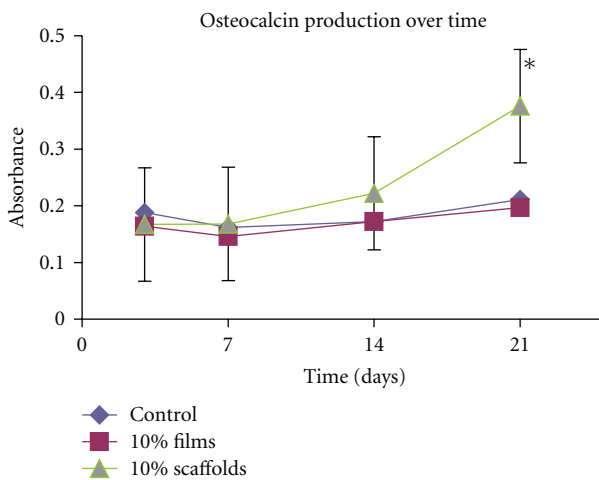 Osteocalcin production over time
0.5
0.4
0.3
0.2
0.1
0
*
Absorbance
0 7 14 21
Time (days)
Control
10% films
10% scaffolds